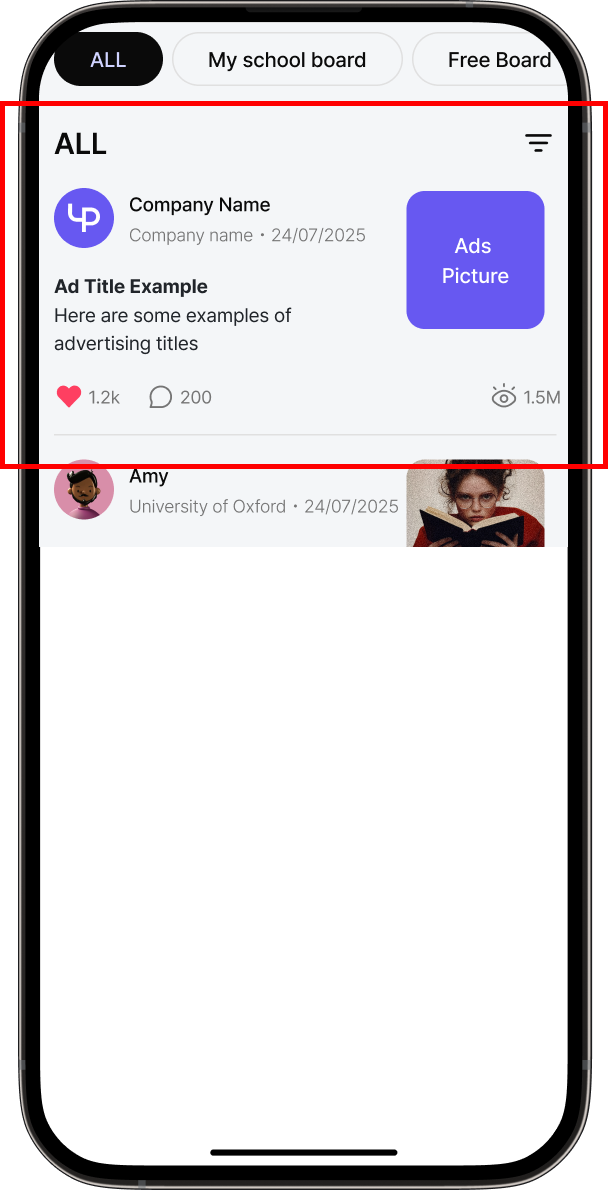 ALL
My school board
Free Board
ALL
Company Name
Company name • 24/07/2025
Ads
Picture
Ad Title Example
Here are some examples of
advertising titles
1.2k
200
1.5M
Amy
University of Oxford • 24/07/2025